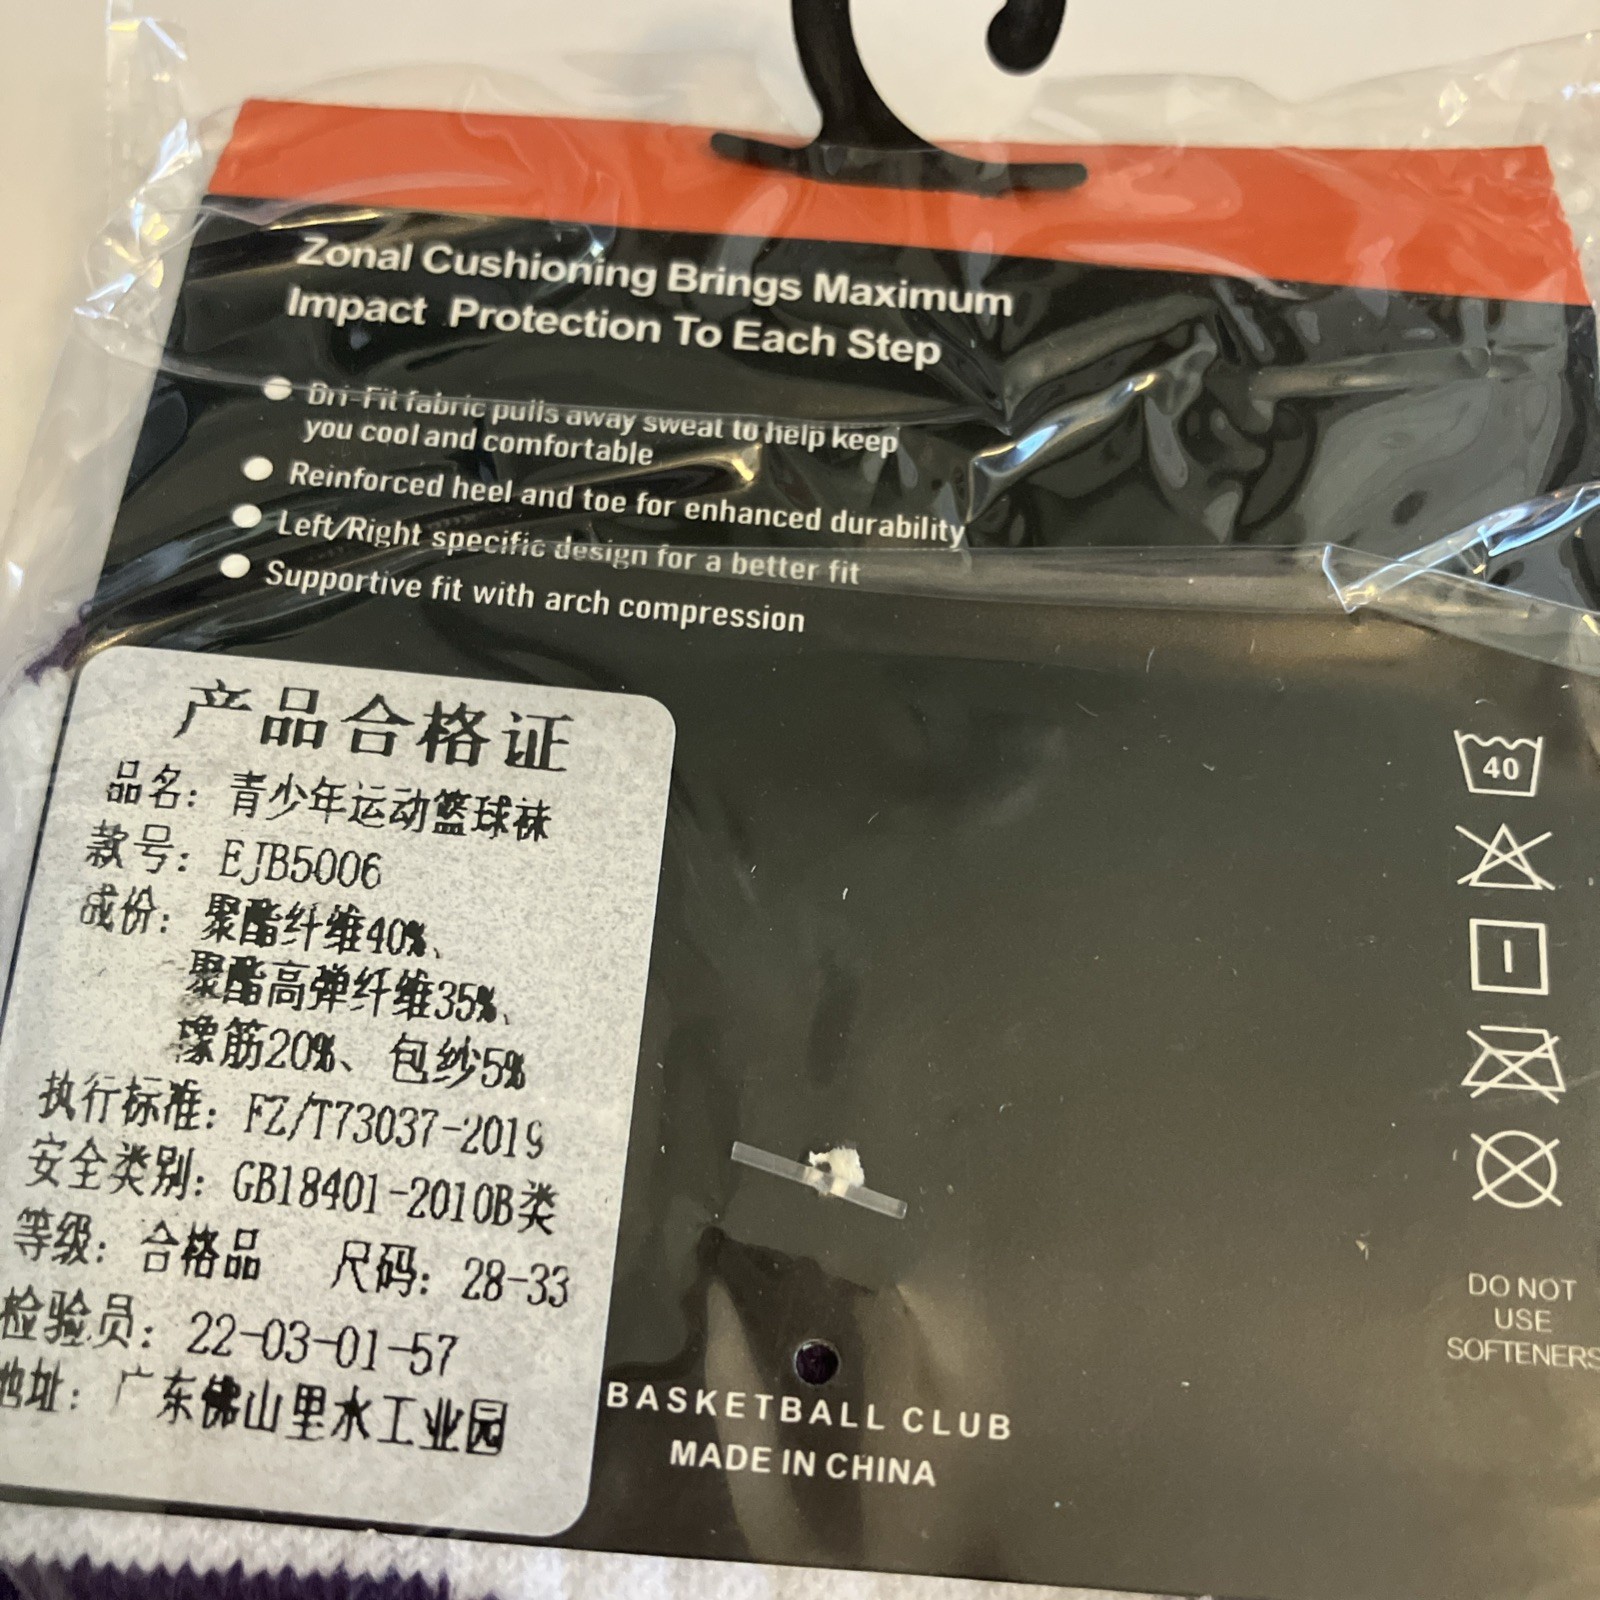 Zonal Cushioning Brings Maximum
Impact Protection To Each Step
Dri-Fit fabric pulls away sweat to help keep
you cool and comfortable
Reinforced heel and toe for enhanced durability
Left/Right specific design for a better fit
Supportive fit with arch compression
产品合格证
品名：青少年运动篮球袜
款号：EJB5006
成份：聚酯纤维40%、
聚酯高弹纤维35%、
橡筋20%、包纱5%
执行标准：FZ/T73037-2019
安全类别：GB18401-2010B类
等级：合格品 尺码：28-33
检验员：22-03-01-57
地址：广东佛山里水工业园
40
DO NOT
USE
SOFTENERS
BASKETBALL CLUB
MADE IN CHINA